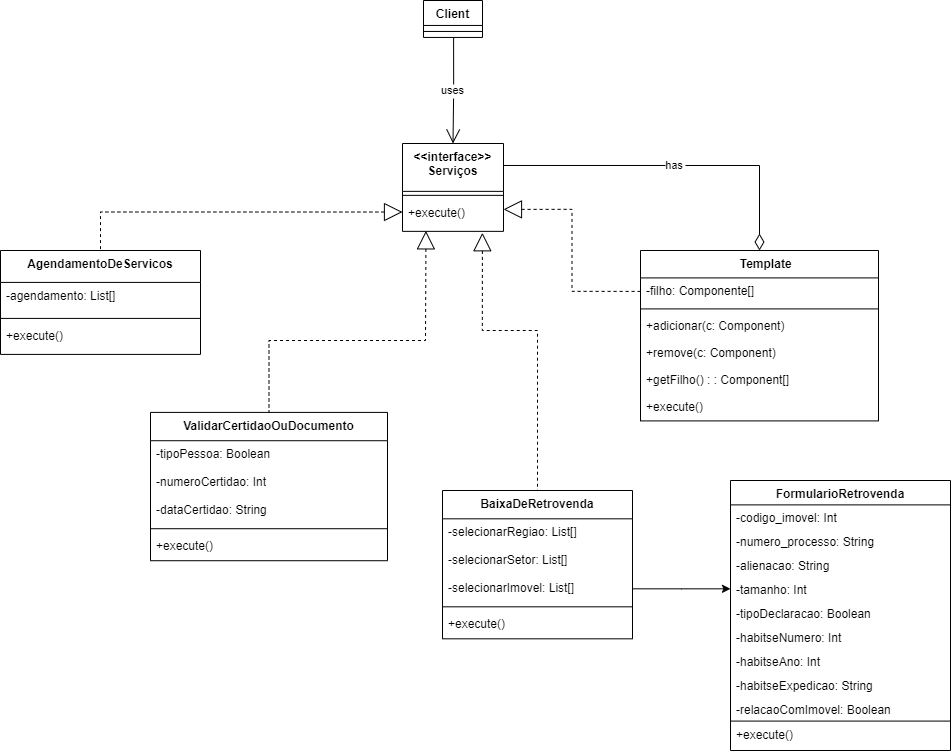 Client
uses
<<interface>>
Serviços
+execute()
has
AgendamentoDeServicos
-agendamento: List[]
+execute()
Template
-filho: Componente[]
+adicionar(c: Component)
+remove(c: Component)
+getFilho() : : Component[]
+execute()
ValidarCertidaoOuDocumento
-tipoPessoa: Boolean
-numeroCertidao: Int
-dataCertidao: String
+execute()
BaixaDeRetrovenda
-selecionarRegiao: List[]
-selecionarSetor: List[]
-selecionarImovel: List[]
+execute()
FormularioRetrovenda
-codigo_imovel: Int
-numero_processo: String
-alienacao: String
-tamanho: Int
-tipoDeclaracao: Boolean
-habitseNumero: Int
-habitseAno: Int
-habitseExpedicao: String
-relacaoComImovel: Boolean
+execute()